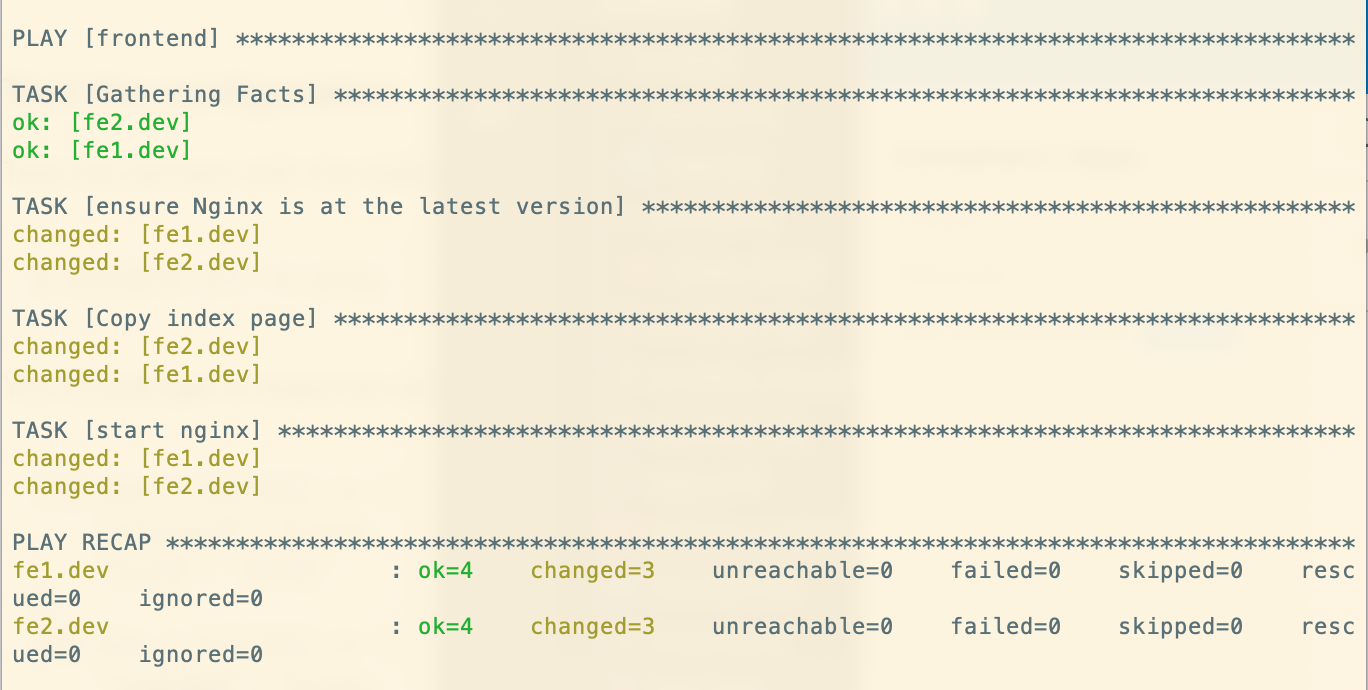 PLAY [frontend] ********************************************************************************
TASK [Gathering Facts] *************************************************************************
ok: [fe2.dev]
ok: [fe1.dev]
TASK [ensure Nginx is at the latest version] ***************************************************
changed: [fe1.dev]
changed: [fe2.dev]
TASK [Copy index page] *************************************************************************
changed: [fe2.dev]
changed: [fe1.dev]
TASK [start nginx] *****************************************************************************
changed: [fe1.dev]
changed: [fe2.dev]
PLAY RECAP *************************************************************************************
fe1.dev                    : ok=4    changed=3    unreachable=0    failed=0    skipped=0    resc
ued=0    ignored=0
fe2.dev                    : ok=4    changed=3    unreachable=0    failed=0    skipped=0    resc
ued=0    ignored=0